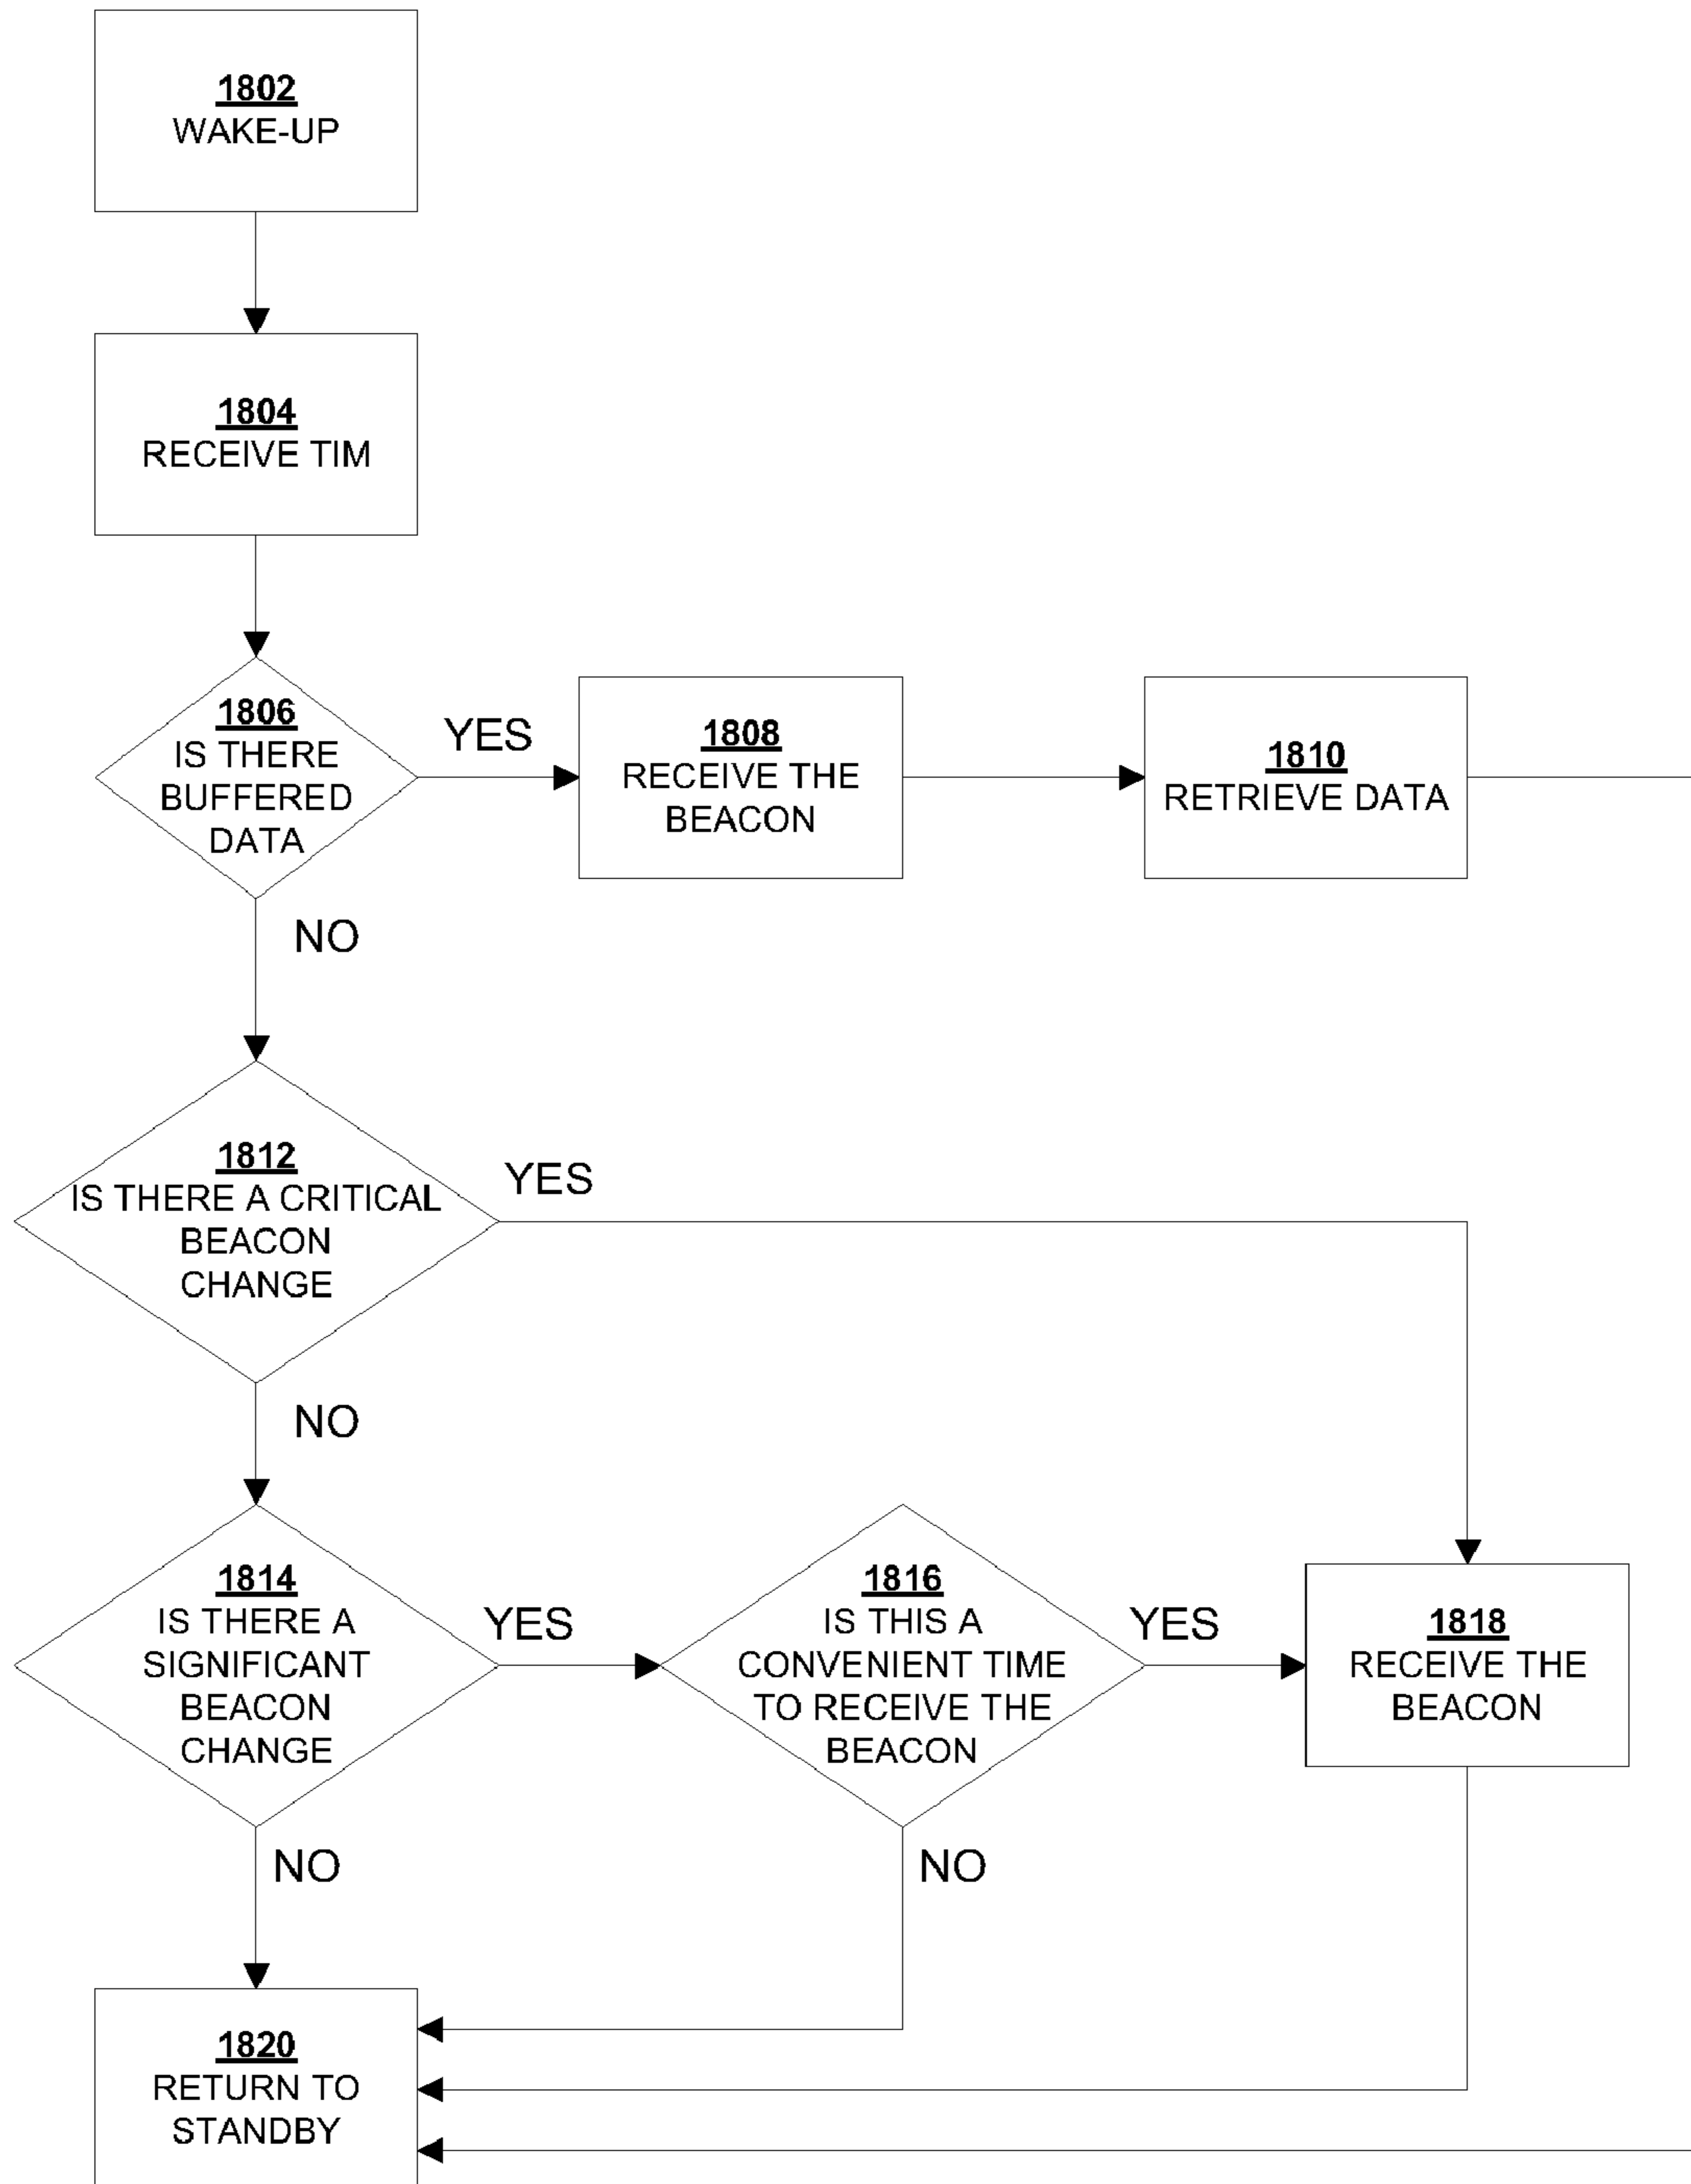 1802
WAKE-UP
1804
RECEIVE TIM
1806
IS THERE
BUFFERED
DATA
YES
1808
RECEIVE THE
BEACON
1810
RETRIEVE DATA
NO
1812
IS THERE A CRITICAL
BEACON
CHANGE
YES
NO
1814
IS THERE A
SIGNIFICANT
BEACON
CHANGE
YES
1816
IS THIS A
CONVENIENT TIME
TO RECEIVE THE
BEACON
YES
1818
RECEIVE THE
BEACON
NO
NO
1820
RETURN TO
STANDBY